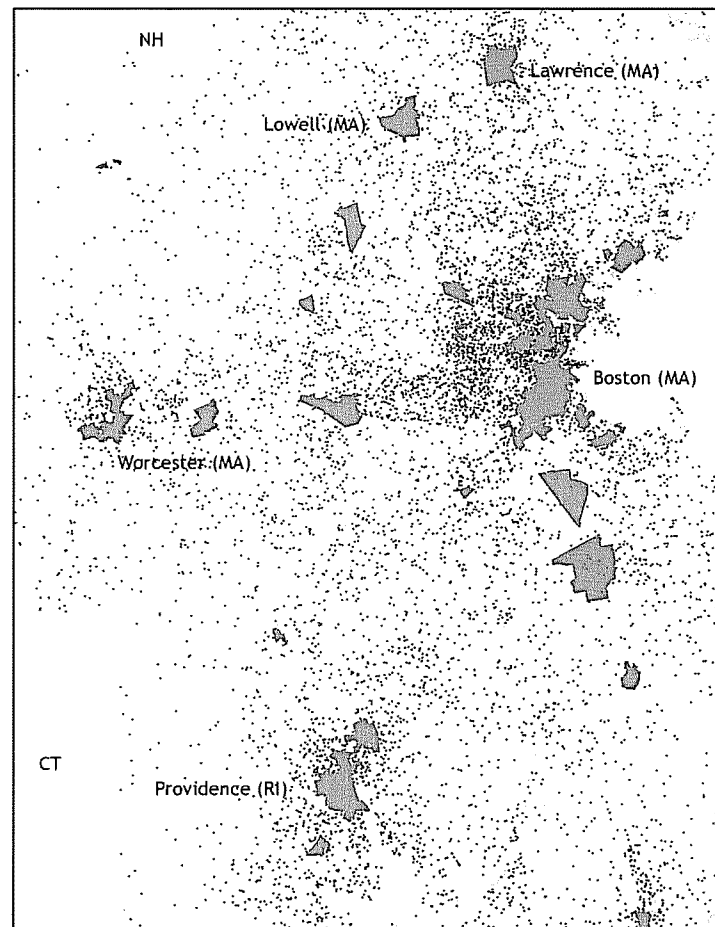 NH
Lawrence (MA)
Lowell (MA)
Boston (MA)
Worcester (MA)
CT
Providence (RI)